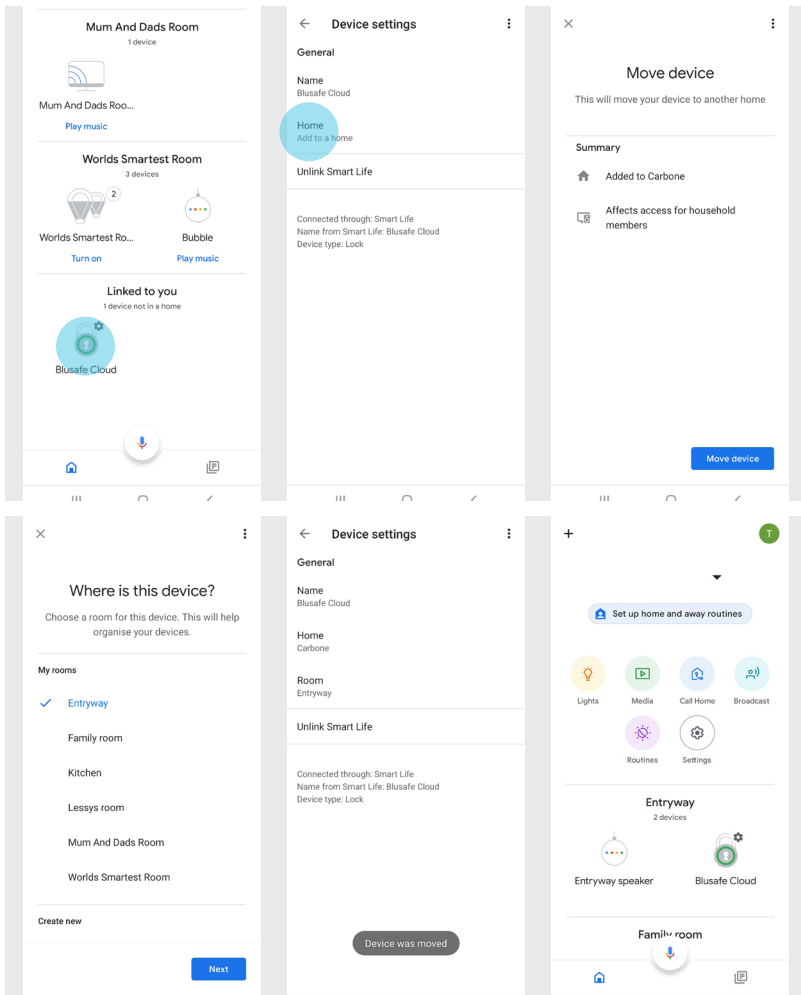 Mum And Dads Room
1 device
Mum And Dads Roo...
Play music
Worlds Smartest Room
3 devices
2
Worlds Smartest Ro...
Bubble
Turn on
Play music
Linked to you
1 device not in a home
Blusafe Cloud
Device settings
General
Name
Blusafe Cloud
Home
Add to a home
Unlink Smart Life
Connected through: Smart Life
Name from Smart Life: Blusafe Cloud
Device type: Lock
Move device
This will move your device to another home
Summary
Added to Carbone
Affects access for household
members
Move device
Where is this device?
Choose a room for this device. This will help
organise your devices.
My rooms
Entryway
Family room
Kitchen
Lessys room
Mum And Dads Room
Worlds Smartest Room
Create new
Next
Device settings
General
Name
Blusafe Cloud
Home
Carbone
Room
Entryway
Unlink Smart Life
Connected through: Smart Life
Name from Smart Life: Blusafe Cloud
Device type: Lock
Device was moved
T
Set up home and away routines
Lights
Media
Call Home
Broadcast
Routines
Settings
Entryway
2 devices
Entryway speaker
Blusafe Cloud
Family room